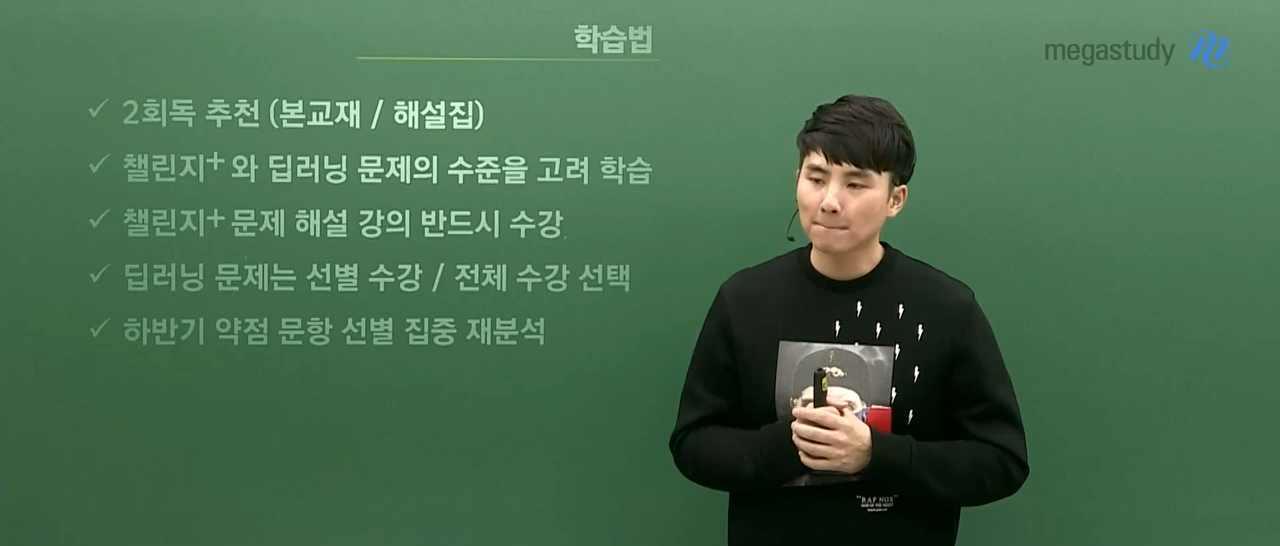 학습법
megastudy
✓ 2회독 추천 (본교재 / 해설집)
✓ 챌린지+ 와 딥러닝 문제의 수준을 고려 학습
✓ 챌린지+ 문제 해설 강의 반드시 수강
✓ 딥러닝 문제는 선별 수강 / 전체 수강 선택
✓ 하반기 약점 문항 선별 집중 재분석
"RAP NOX"